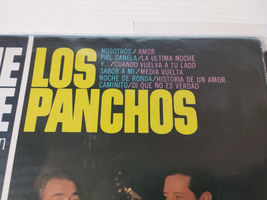 LOS
PANCHOS
NOSOTROS / AMOR
PIEL CANELA/LA ULTIMA NOCHE
Y.../CUANDO VUELVA A TU LADO
SABOR A MI/MEDIA VUELTA
NOCHE DE RONDA/HISTORIA DE UN AMOR
CAMINITO/DI QUE NO ES VERDAD